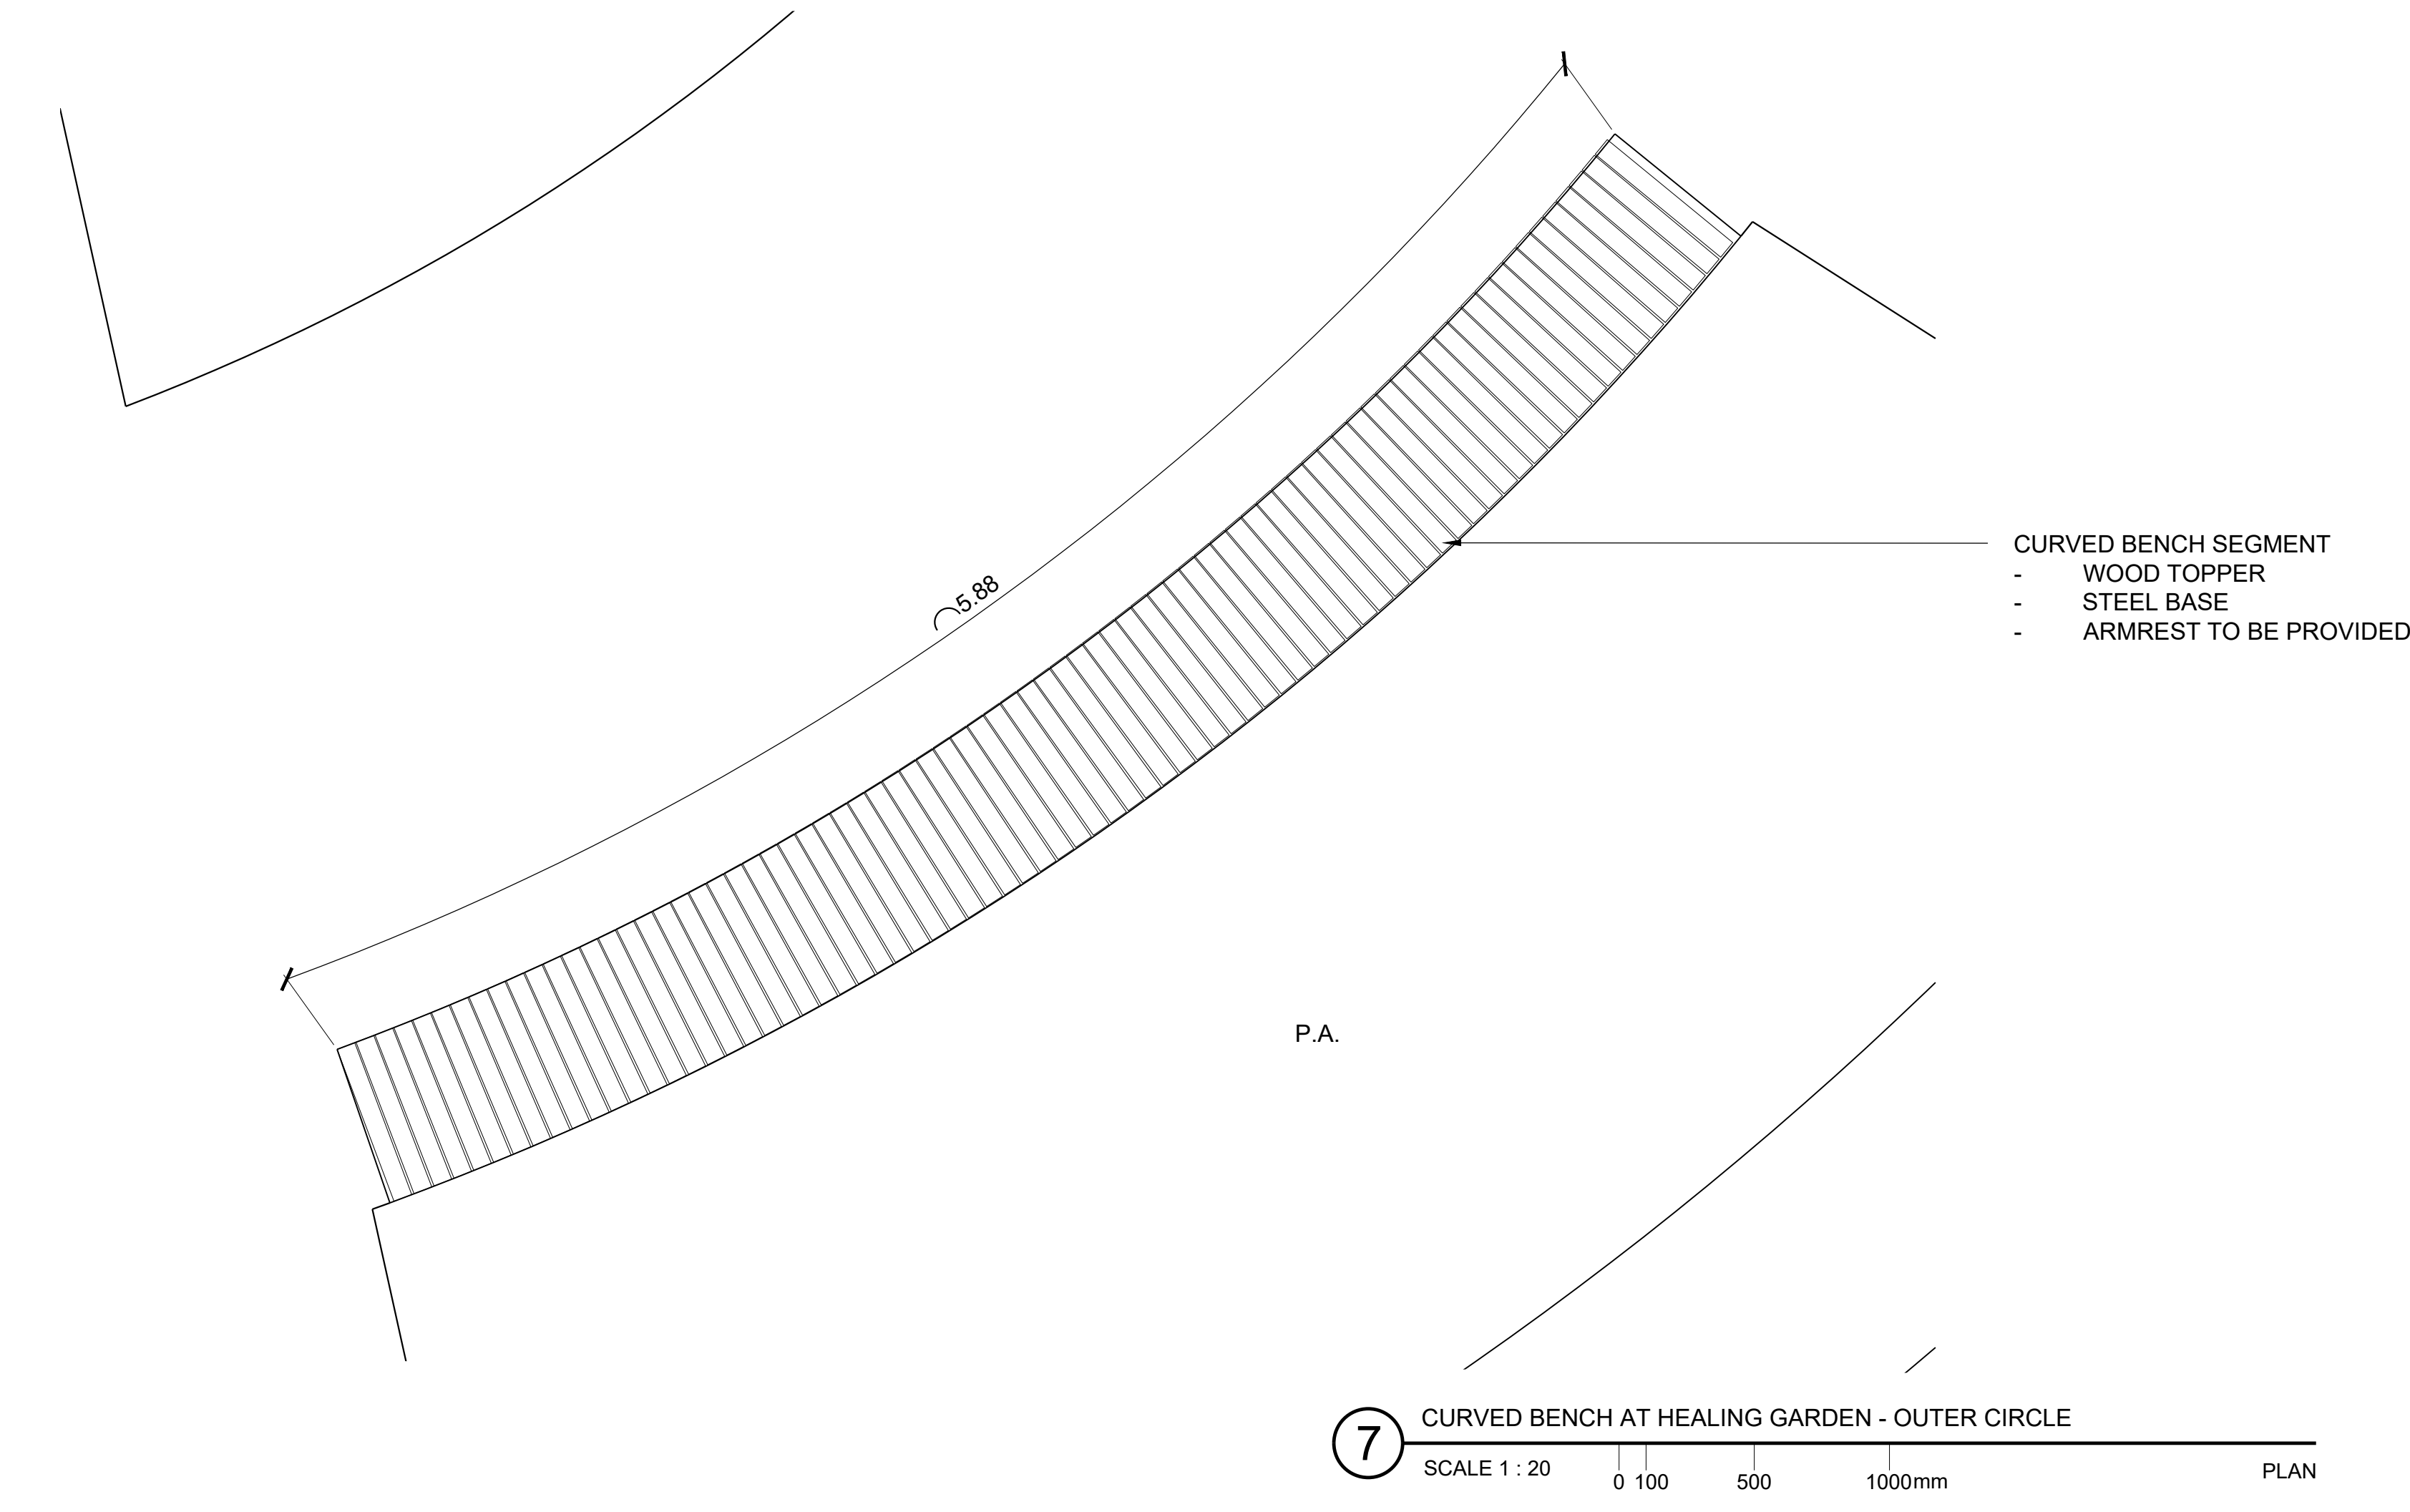 5.88
CURVED BENCH SEGMENT
- WOOD TOPPER
- STEEL BASE
- ARMREST TO BE PROVIDED
P.A.
7
CURVED BENCH AT HEALING GARDEN - OUTER CIRCLE
SCALE 1 : 20
0 100 500 1000mm
PLAN